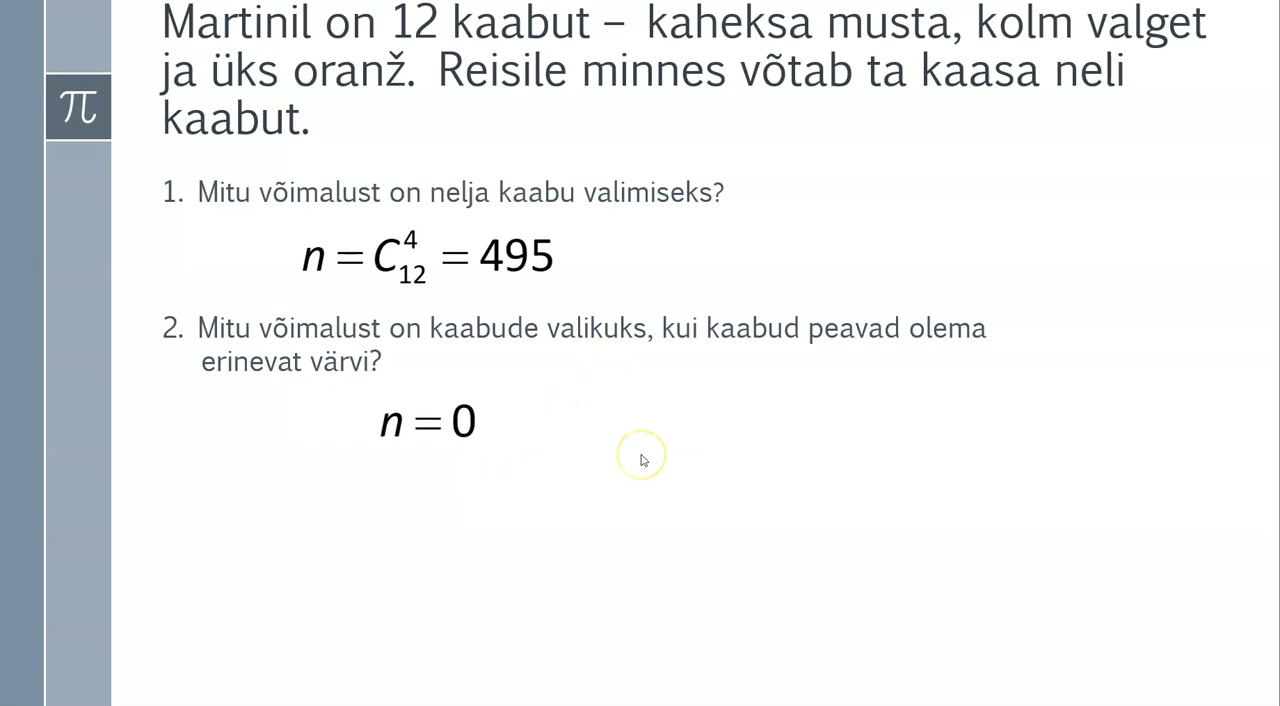 Martinil on 12 kaabut – kaheksa musta, kolm valget
ja üks oranž. Reisile minnes võtab ta kaasa neli
π
kaabut.
1. Mitu võimalust on nelja kaabu valimiseks?
n = C₁₂⁴ = 495
2. Mitu võimalust on kaabude valikuks, kui kaabud peavad olema
erinevat värvi?
n = 0